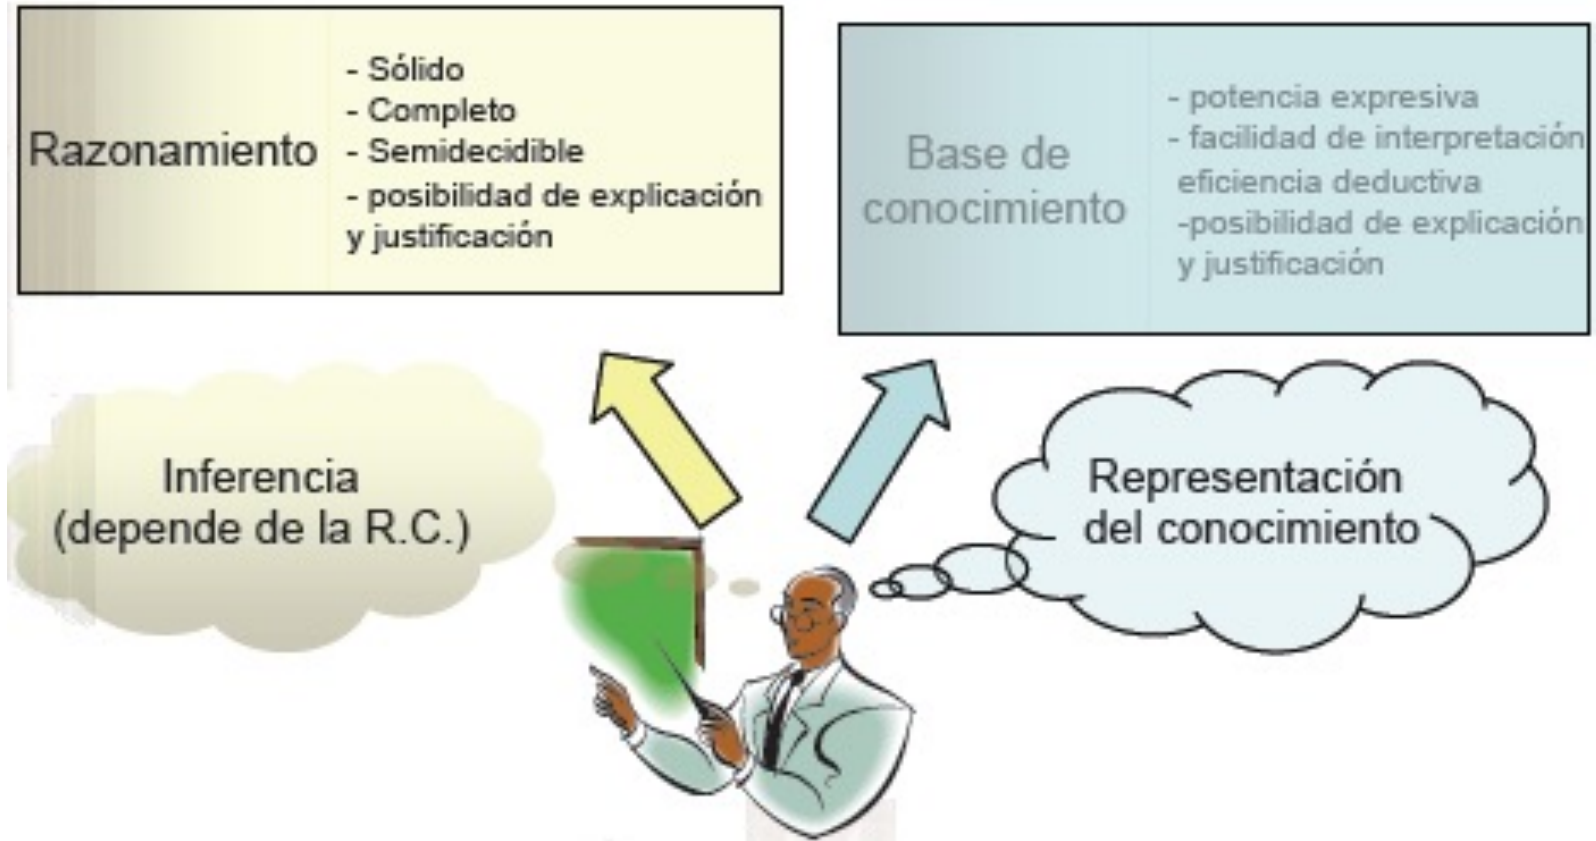 Razonamiento
- Sólido
- Completo
- Semidecidible
- posibilidad de explicación
y justificación
Base de
conocimiento
- potencia expresiva
- facilidad de interpretación
eficiencia deductiva
-posibilidad de explicación
y justificación
Inferencia
(depende de la R.C.)
Representación
del conocimiento